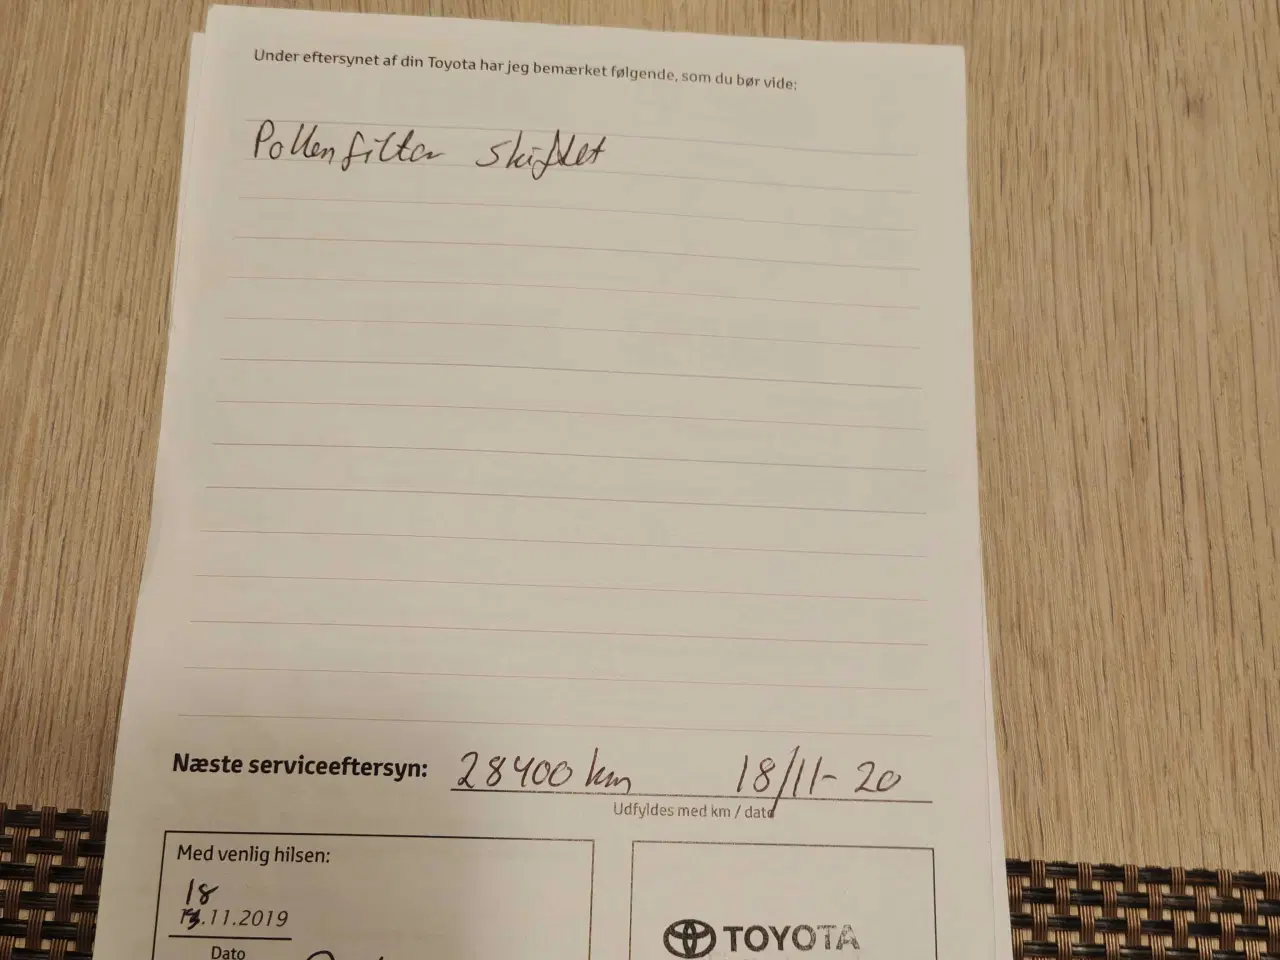 Under eftersynet af din Toyota har jeg bemærket følgende, som du bør vide:
Pollenfilter skiftet
Næste serviceeftersyn: 28400 km 18/11-20
Udfyldes med km / dato
Med venlig hilsen:
18
.11.2019
Dato
TOYOTA